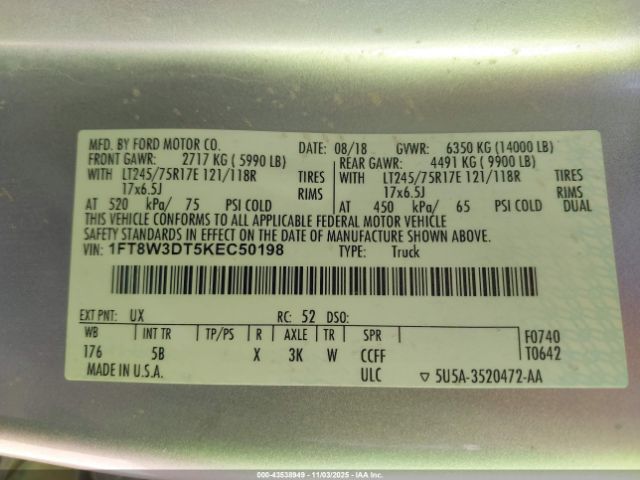 MFD. BY FORD MOTOR CO. DATE: 08/18 GVWR: 6350 KG (14000 LB)
FRONT GAWR: 2717 KG ( 5990 LB) REAR GAWR: 4491 KG ( 9900 LB)
WITH LT245/75R17E 121/118R TIRES WITH LT245/75R17E 121/118R TIRES
17x6.5J RIMS 17x6.5J RIMS
AT 520 kPa/ 75 PSI COLD AT 450 kPa/ 65 PSI COLD DUAL
THIS VEHICLE CONFORMS TO ALL APPLICABLE FEDERAL MOTOR VEHICLE
SAFETY STANDARDS IN EFFECT ON THE DATE OF MANUFACTURE SHOWN ABOVE.
VIN: 1FT8W3DT5KEC50198 TYPE: Truck
EXT PNT: UX RC: 52 DSO:
WB INT TR TP/PS R AXLE TR SPR F0740
176 5B X 3K W CCFF T0642
MADE IN U.S.A. ULC ▽ 5U5A-3520472-AA
000-43538949 - 11/03/2025 - IAAI.CA